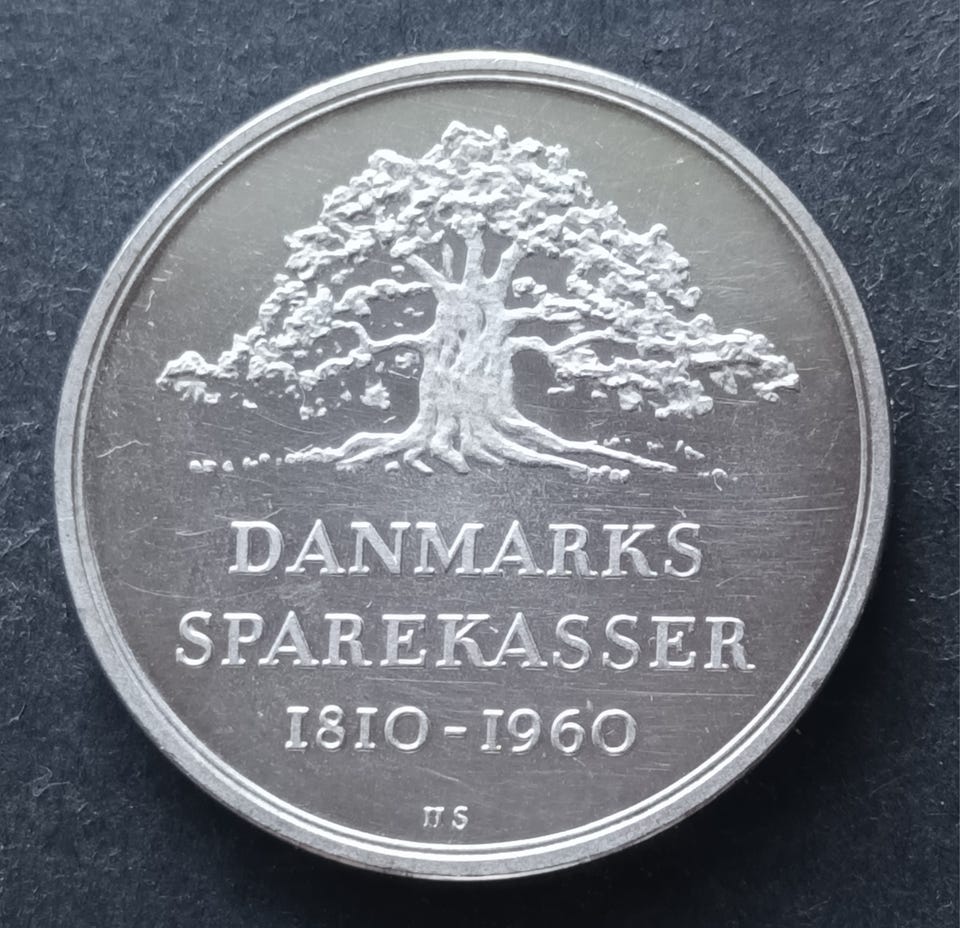 DANMARKS
SPAREKASSER
1810-1960
HS